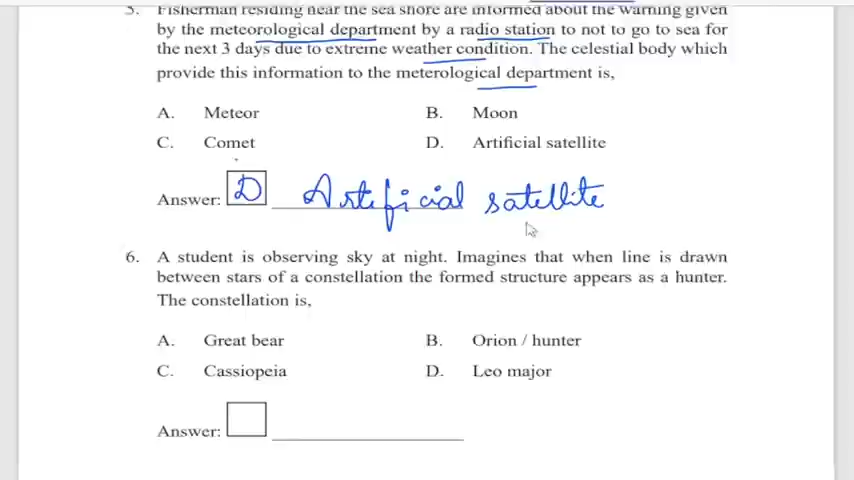 5. Fisherman residing near the sea shore are informed about the warning given
by the meteorological department by a radio station to not to go to sea for
the next 3 days due to extreme weather condition. The celestial body which
provide this information to the meterological department is,
A. Meteor B. Moon
C. Comet D. Artificial satellite
Answer: D Arteficial satellite
6. A student is observing sky at night. Imagines that when line is drawn
between stars of a constellation the formed structure appears as a hunter.
The constellation is,
A. Great bear B. Orion / hunter
C. Cassiopeia D. Leo major
Answer: